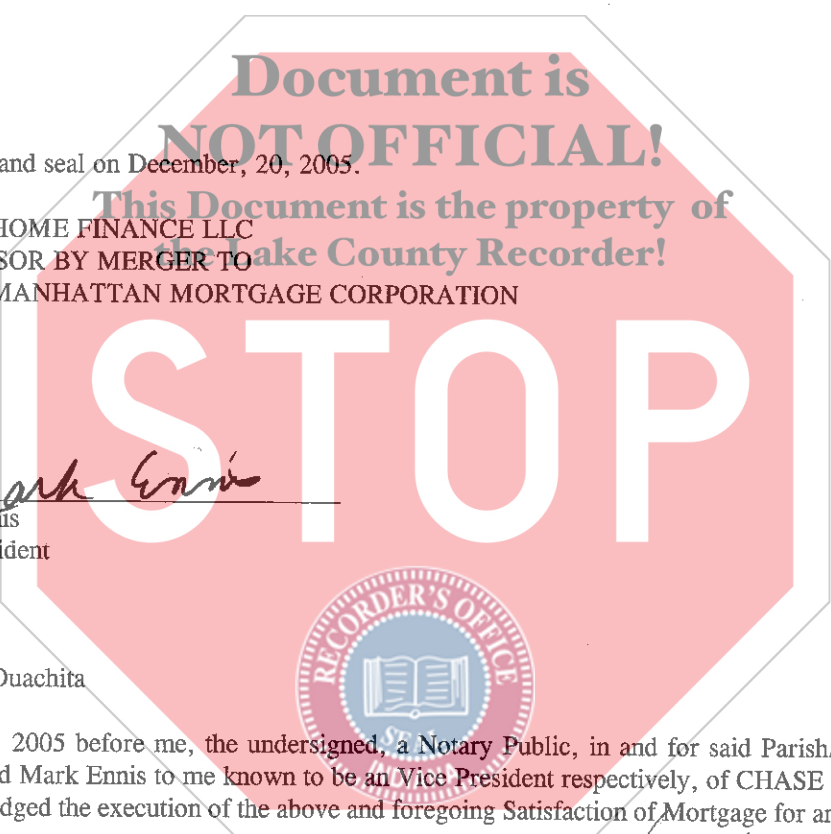 Document is
NOT OFFICIAL!
and seal on December, 20, 2005.
This Document is the property of
HOME FINANCE LLC
the Lake County Recorder!
SOR BY MERGER TO
MANHATTAN MORTGAGE CORPORATION
STOP
ark Ennis
is
ident
RECORDER'S OFFICE
Ouachita
SEAL
2005 before me, the undersigned, a Notary Public, in and for said Parish
d Mark Ennis to me known to be an Vice President respectively, of CHASE
dged the execution of the above and foregoing Satisfaction of Mortgage for an